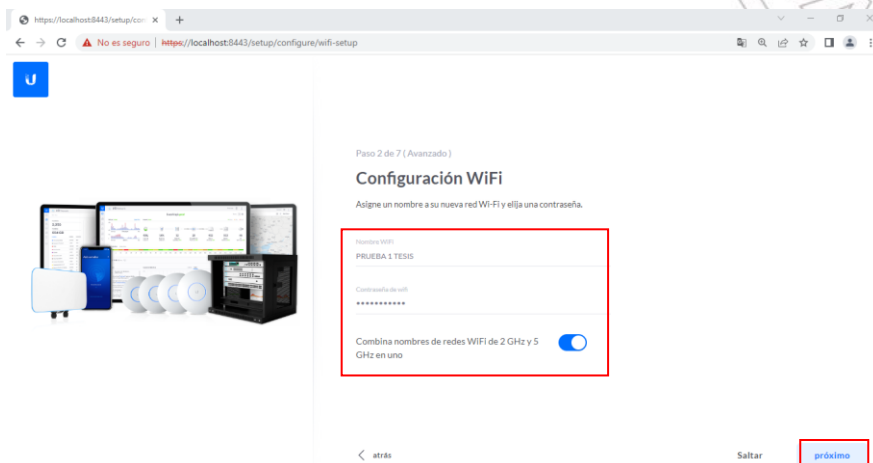 https://localhost:8443/setup/con
No es seguro | https://localhost:8443/setup/configure/wifi-setup
Paso 2 de 7 ( Avanzado )
Configuración WiFi
Asigne un nombre a su nueva red Wi-Fi y elija una contraseña.
Nombre WiFi
PRUEBA 1 TESIS
Contraseña de wifi
•••••••••••
Combina nombres de redes WiFi de 2 GHz y 5
GHz en uno
atrás
Saltar
próximo